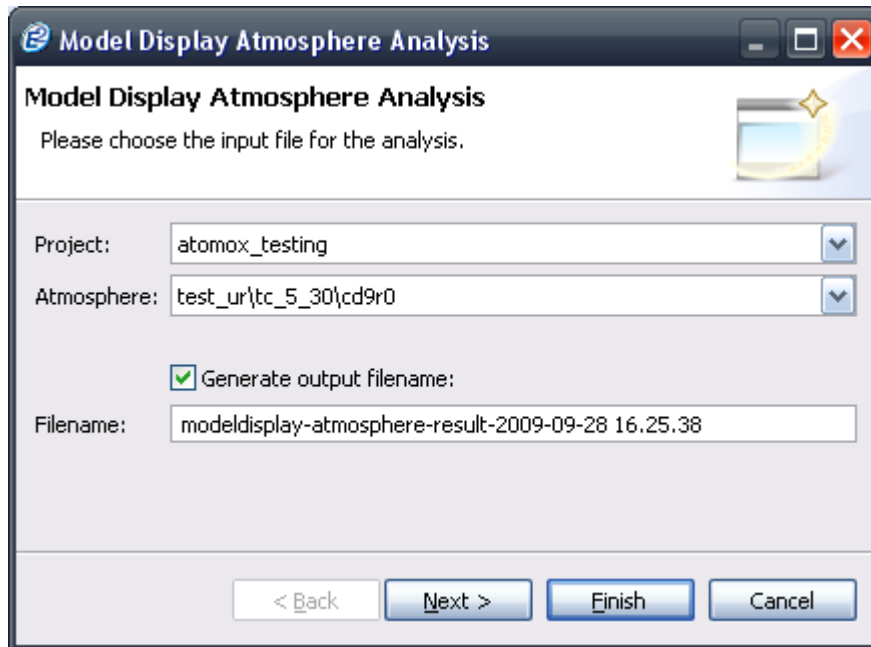 Model Display Atmosphere Analysis
Model Display Atmosphere Analysis
Please choose the input file for the analysis.
Project: atomox_testing
Atmosphere: test_ur\tc_5_30\cd9r0
Generate output filename:
Filename: modeldisplay-atmosphere-result-2009-09-28 16.25.38
< Back Next > Finish Cancel